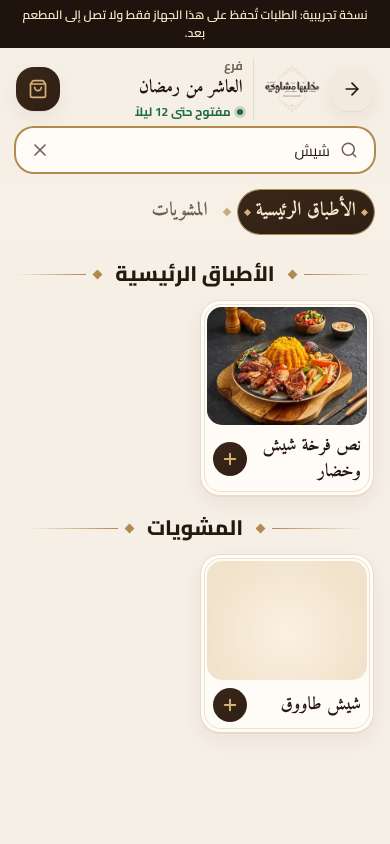 نسخة تجريبية: الطلبات تُحفظ على هذا الجهاز فقط ولا تصل إلى المطعم
بعد.
فرع
العاشر من رمضان
مفتوح حتى 12 ليلاً
شيش
الأطباق الرئيسية
المشويات
الأطباق الرئيسية
نص فرخة شيش
وخضار
المشويات
شيش طاووق